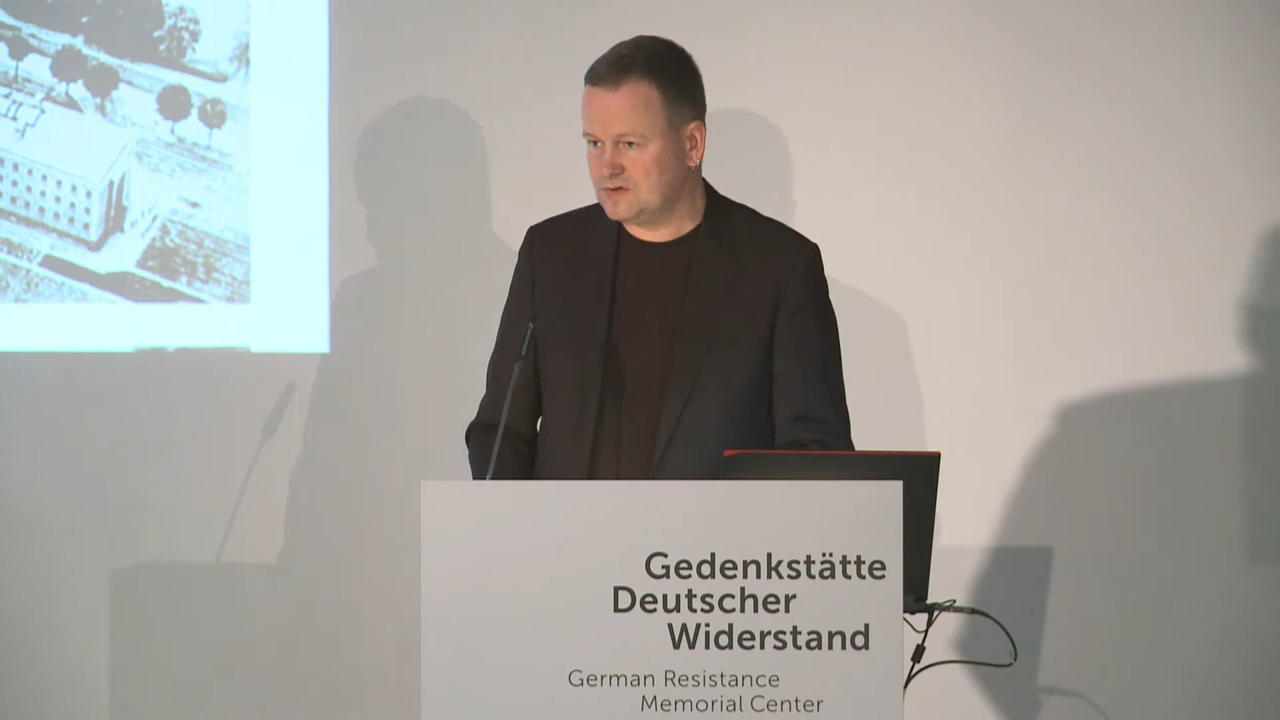 Gedenkstätte
Deutscher
Widerstand
German Resistance
Memorial Center